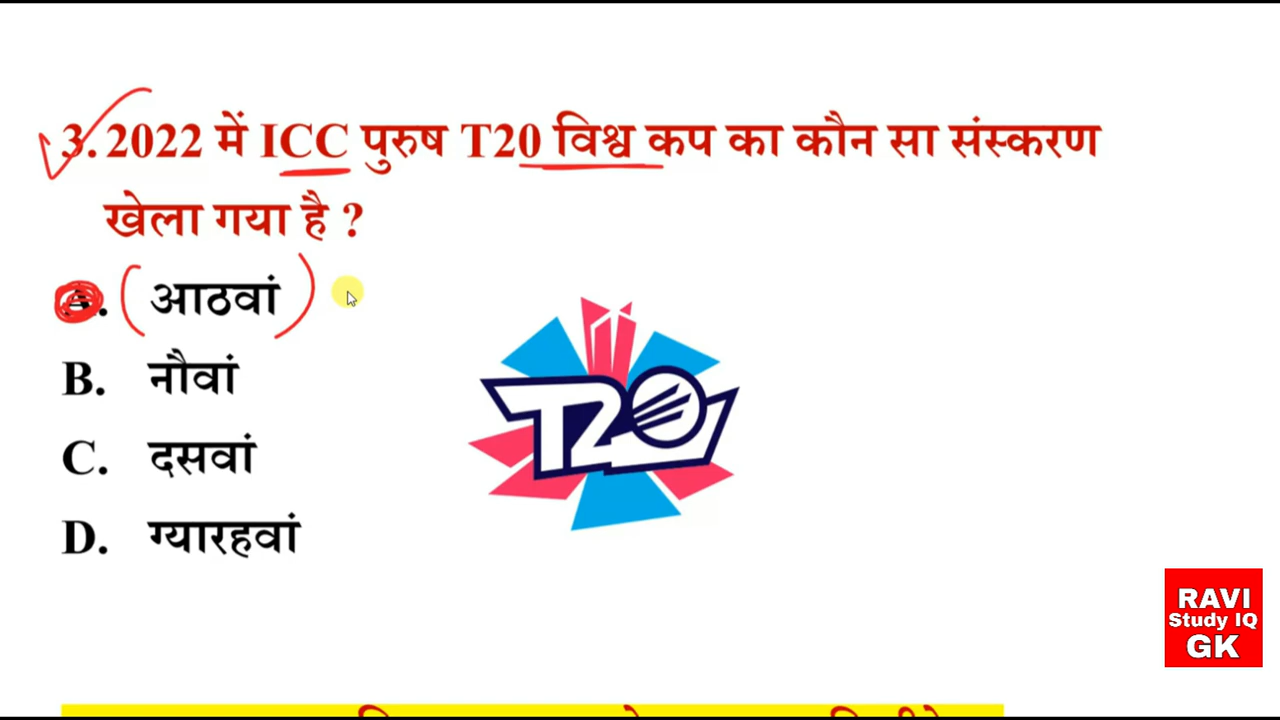 3. 2022 में ICC पुरुष T20 विश्व कप का कौन सा संस्करण
खेला गया है ?
A. (आठवां)
B. नौवां
C. दसवां
D. ग्यारहवां
T20
RAVI
Study IQ
GK